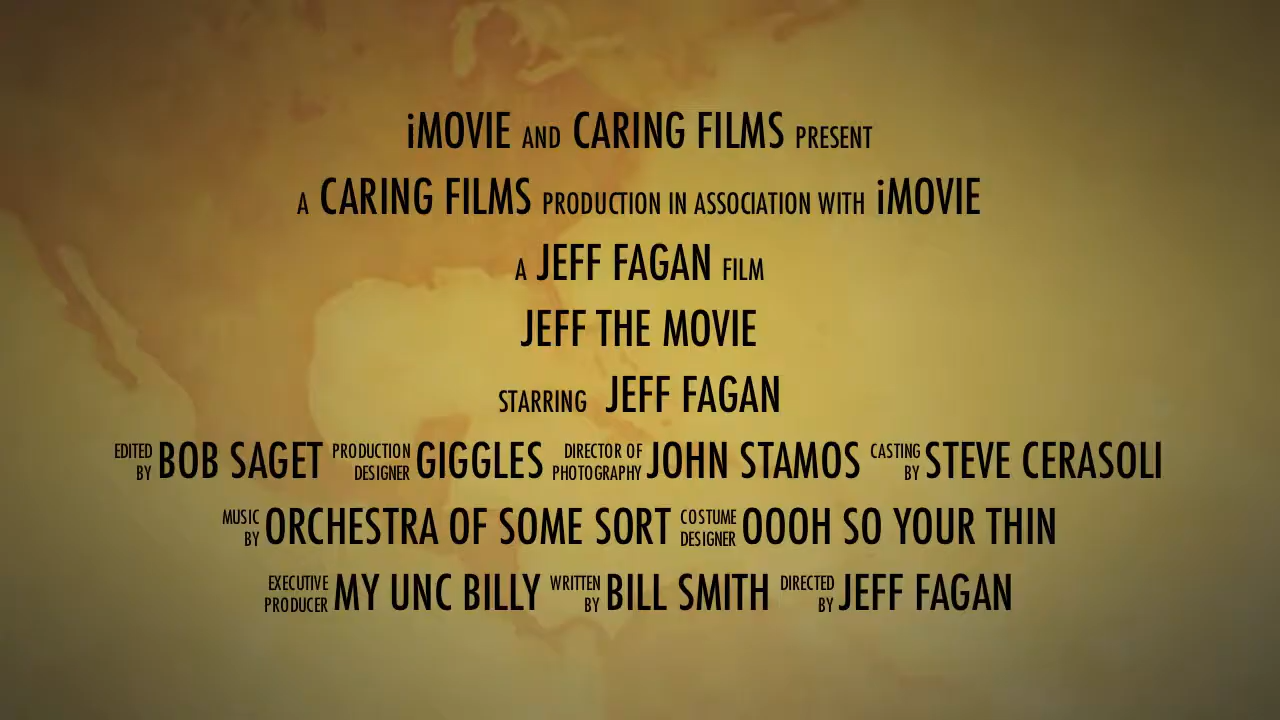 iMOVIE AND CARING FILMS PRESENT
A CARING FILMS PRODUCTION IN ASSOCIATION WITH iMOVIE
A JEFF FAGAN FILM
JEFF THE MOVIE
STARRING JEFF FAGAN
EDITED BY BOB SAGET PRODUCTION DESIGNER GIGGLES DIRECTOR OF PHOTOGRAPHY JOHN STAMOS CASTING BY STEVE CERASOLI
MUSIC BY ORCHESTRA OF SOME SORT COSTUME DESIGNER OOOH SO YOUR THIN
EXECUTIVE PRODUCER MY UNC BILLY WRITTEN BY BILL SMITH DIRECTED BY JEFF FAGAN